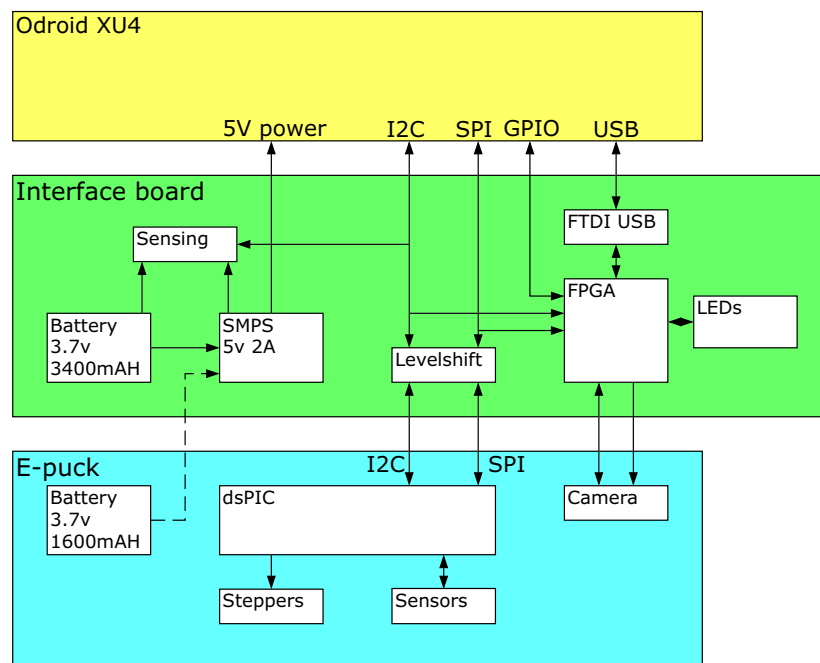 Odroid XU4
5V power
I2C
SPI
GPIO
USB
Interface board
Sensing
FTDI USB
FPGA
LEDs
Battery
3.7v
3400mAH
SMPS
5v 2A
Levelshift
E-puck
I2C
SPI
Battery
3.7v
1600mAH
dsPIC
Camera
Steppers
Sensors